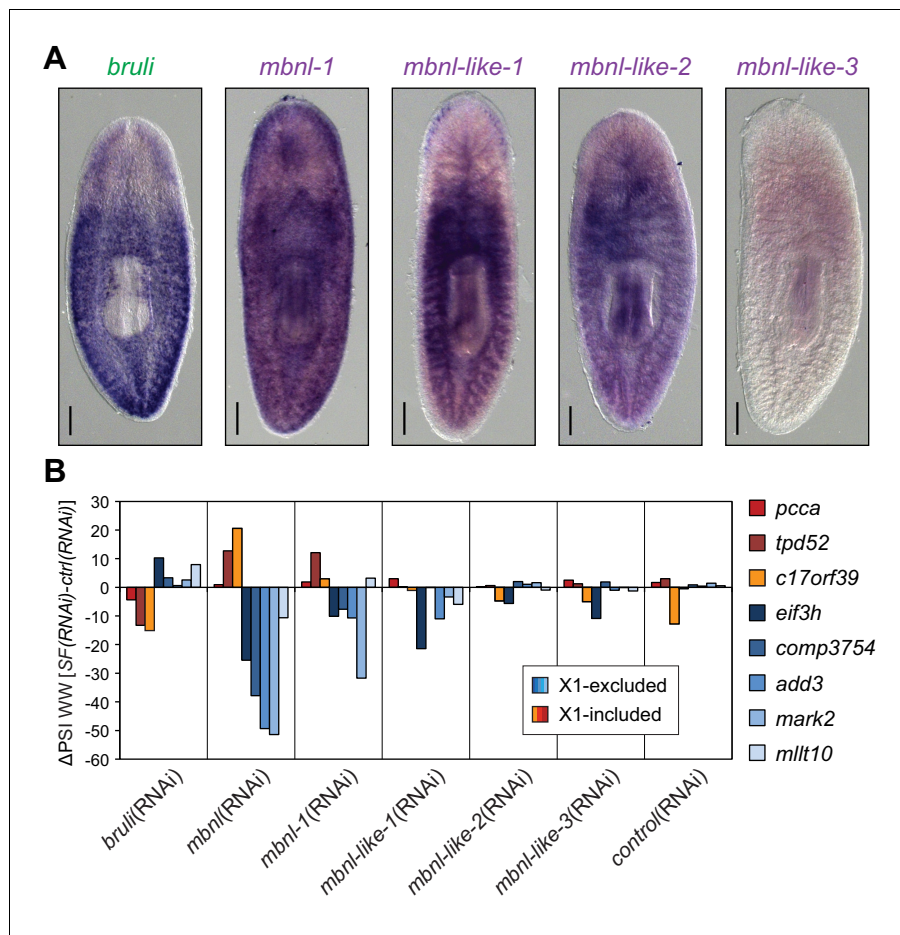 A
bruli
mbnl-1
mbnl-like-1
mbnl-like-2
mbnl-like-3
B
ΔPSI WW [SF(RNAi)-ctrl(RNAi)]
30
20
10
0
-10
-20
-30
-40
-50
-60
X1-excluded
X1-included
pcca
tpd52
c17orf39
eif3h
comp3754
add3
mark2
mllt10
bruli(RNAi)
mbnl(RNAi)
mbnl-1(RNAi)
mbnl-like-1(RNAi)
mbnl-like-2(RNAi)
mbnl-like-3(RNAi)
control(RNAi)